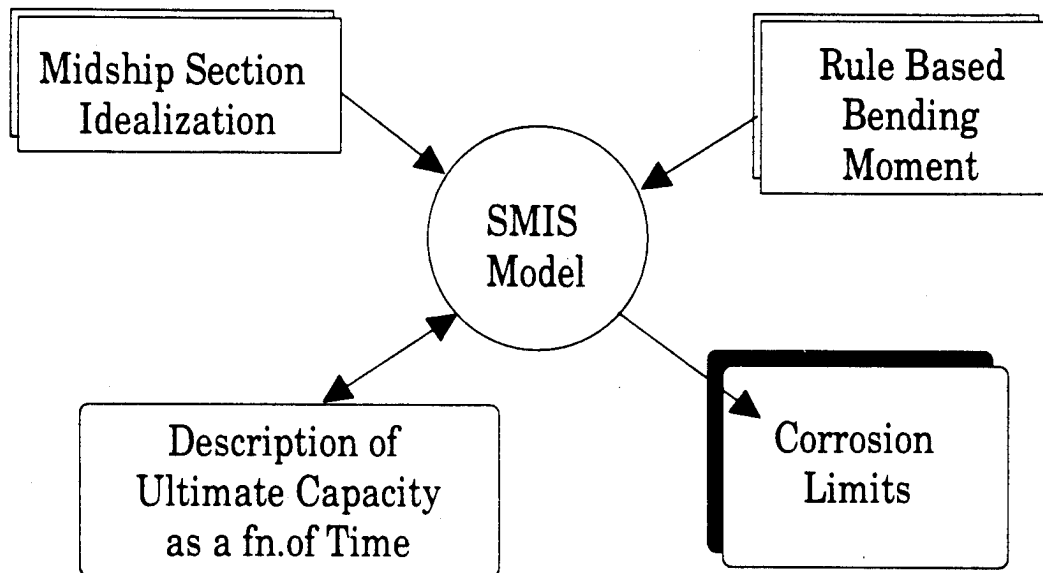 Midship Section
Idealization
Rule Based
Bending
Moment
SMIS
Model
Description of
Ultimate Capacity
as a fn.of Time
Corrosion
Limits